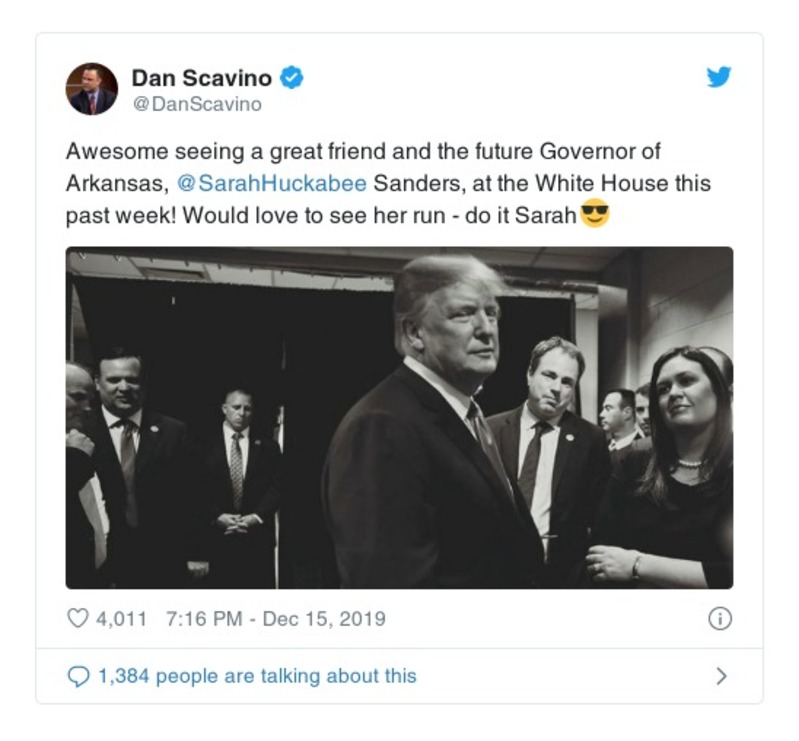 Dan Scavino
@DanScavino
Awesome seeing a great friend and the future Governor of
Arkansas, @SarahHuckabee Sanders, at the White House this
past week! Would love to see her run - do it Sarah😎
4,011 7:16 PM - Dec 15, 2019
1,384 people are talking about this